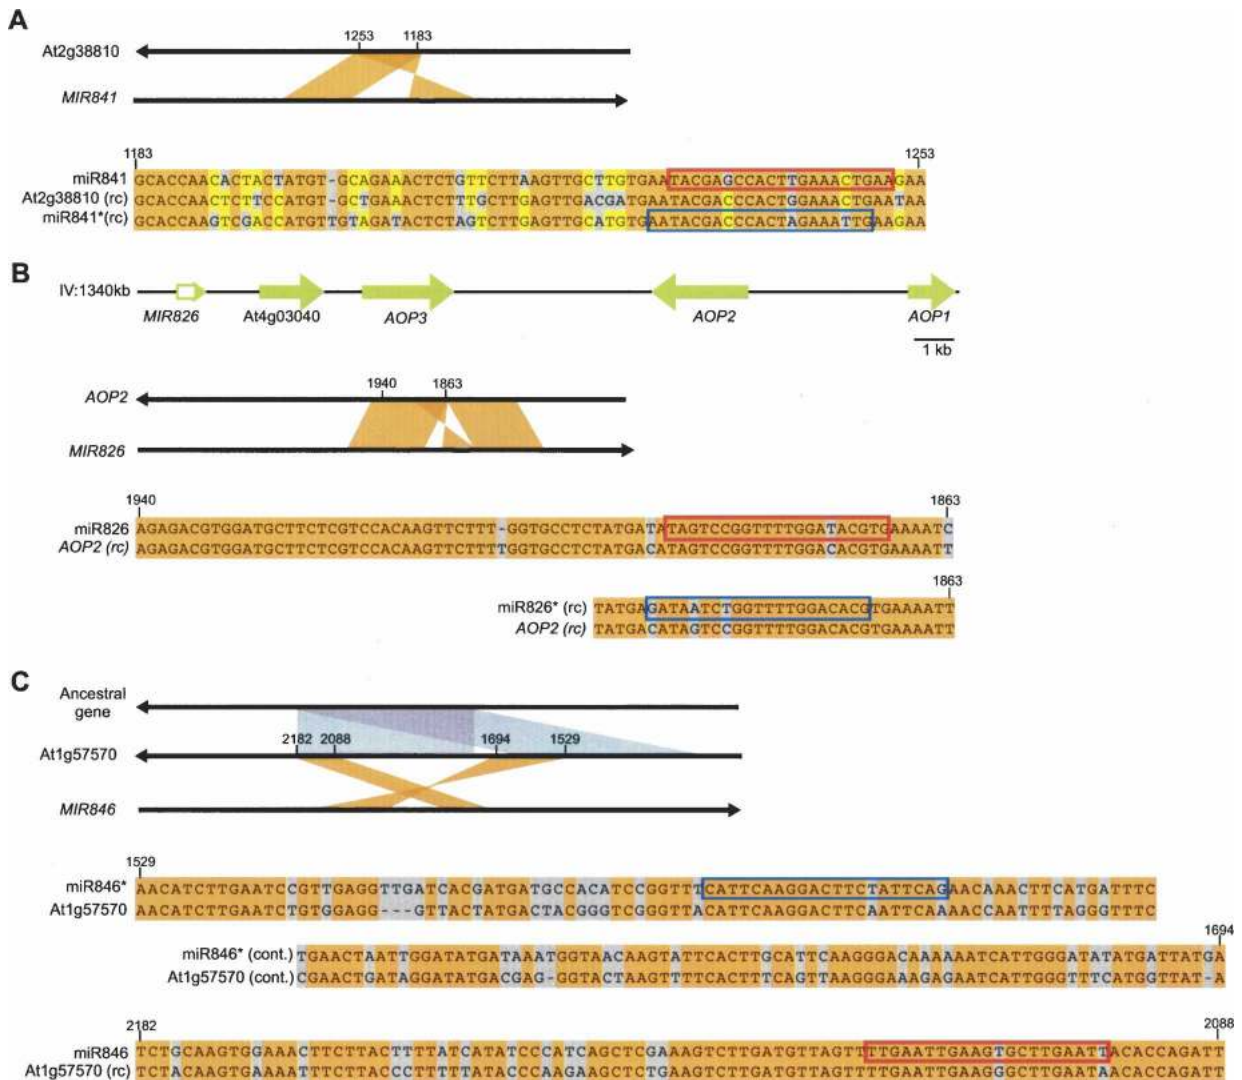 A
1253 1183
At2g38810
MIR841
1183 1253
miR841 GCACCAACACTACTATGT-GCAGAAACTCTGTTCTTAAGTTGCTTGTGAATACGAGCCACTTGAAACTGAAGAA
At2g38810 (rc) GCACCAACTCTTCCATGT-GCTGAAACTCTTTGCTTGAGTTGACGATGAATACGACCCACTGGAAACTGAATAA
miR841*(rc) GCACCAAGTCGACCATGTTGTAGATACTCTAGTCTTGAGTTGCATGTGAATACGACCCACTAGAAATTGAAGAA
B
IV:1340kb
MIR826 At4g03040 AOP3 AOP2 AOP1
1 kb
1940 1863
AOP2
MIR826
1940 1863
miR826 AGAGACGTGGATGCTTCTCGTCCACAAGTTCTTT-GGTGCCTCTATGATATAGTCCGGTTTTGGATACGTGAAAATC
AOP2 (rc) AGAGACGTGGATGCTTCTCGTCCACAAGTTCTTTTGGTGCCTCTATGACATAGTCCGGTTTTGGACACGTGAAAATT
1863
miR826* (rc) TATGAGATAATCTGGTTTTGGACACGTGAAAATT
AOP2 (rc) TATGACATAGTCCGGTTTTGGACACGTGAAAATT
C
Ancestral
gene
2182 2088 1694 1529
At1g57570
MIR846
1529
miR846* AACATCTTGAATCCGTTGAGGTTGATCACGATGATGCCACATCCGGTTTCATTCAAGGACTTCTATTCAGAACAAACTTCATGATTTC
At1g57570 AACATCTTGAATCTGTGGAGG---GTTACTATGACTACGGGTCGGGTTACATTCAAGGACTTCAATTCAAAACCAATTTTAGGGTTTC
1694
miR846* (cont.) TGAACTAATTGGATATGATAAATGGTAACAAGTATTCACTTGCATTCAAGGGACAAAAAATCATTGGGATATATGATTATGA
At1g57570 (cont.) CGAACTGATAGGATATGACGAG-GGTACTAAGTTTTCACTTTCAGTTAAGGGAAAGAGAATCATTGGGTTTCATGGTTAT-A
2182 2088
miR846 TCTGCAAGTGGAAACTTCTTACTTTTATCATATCCCATCAGCTCGAAAGTCTTGATGTTAGTTTTGAATTGAAGTGCTTGAATTACACCAGATT
At1g57570 (rc) TCTACAAGTGAAAATTTCTTACCCTTTTTATACCCAAGAAGCTCTGAAGTCTTGATGTGAATAGTTTTGAATTGAAGGGCTTGAATAACACCAGATT